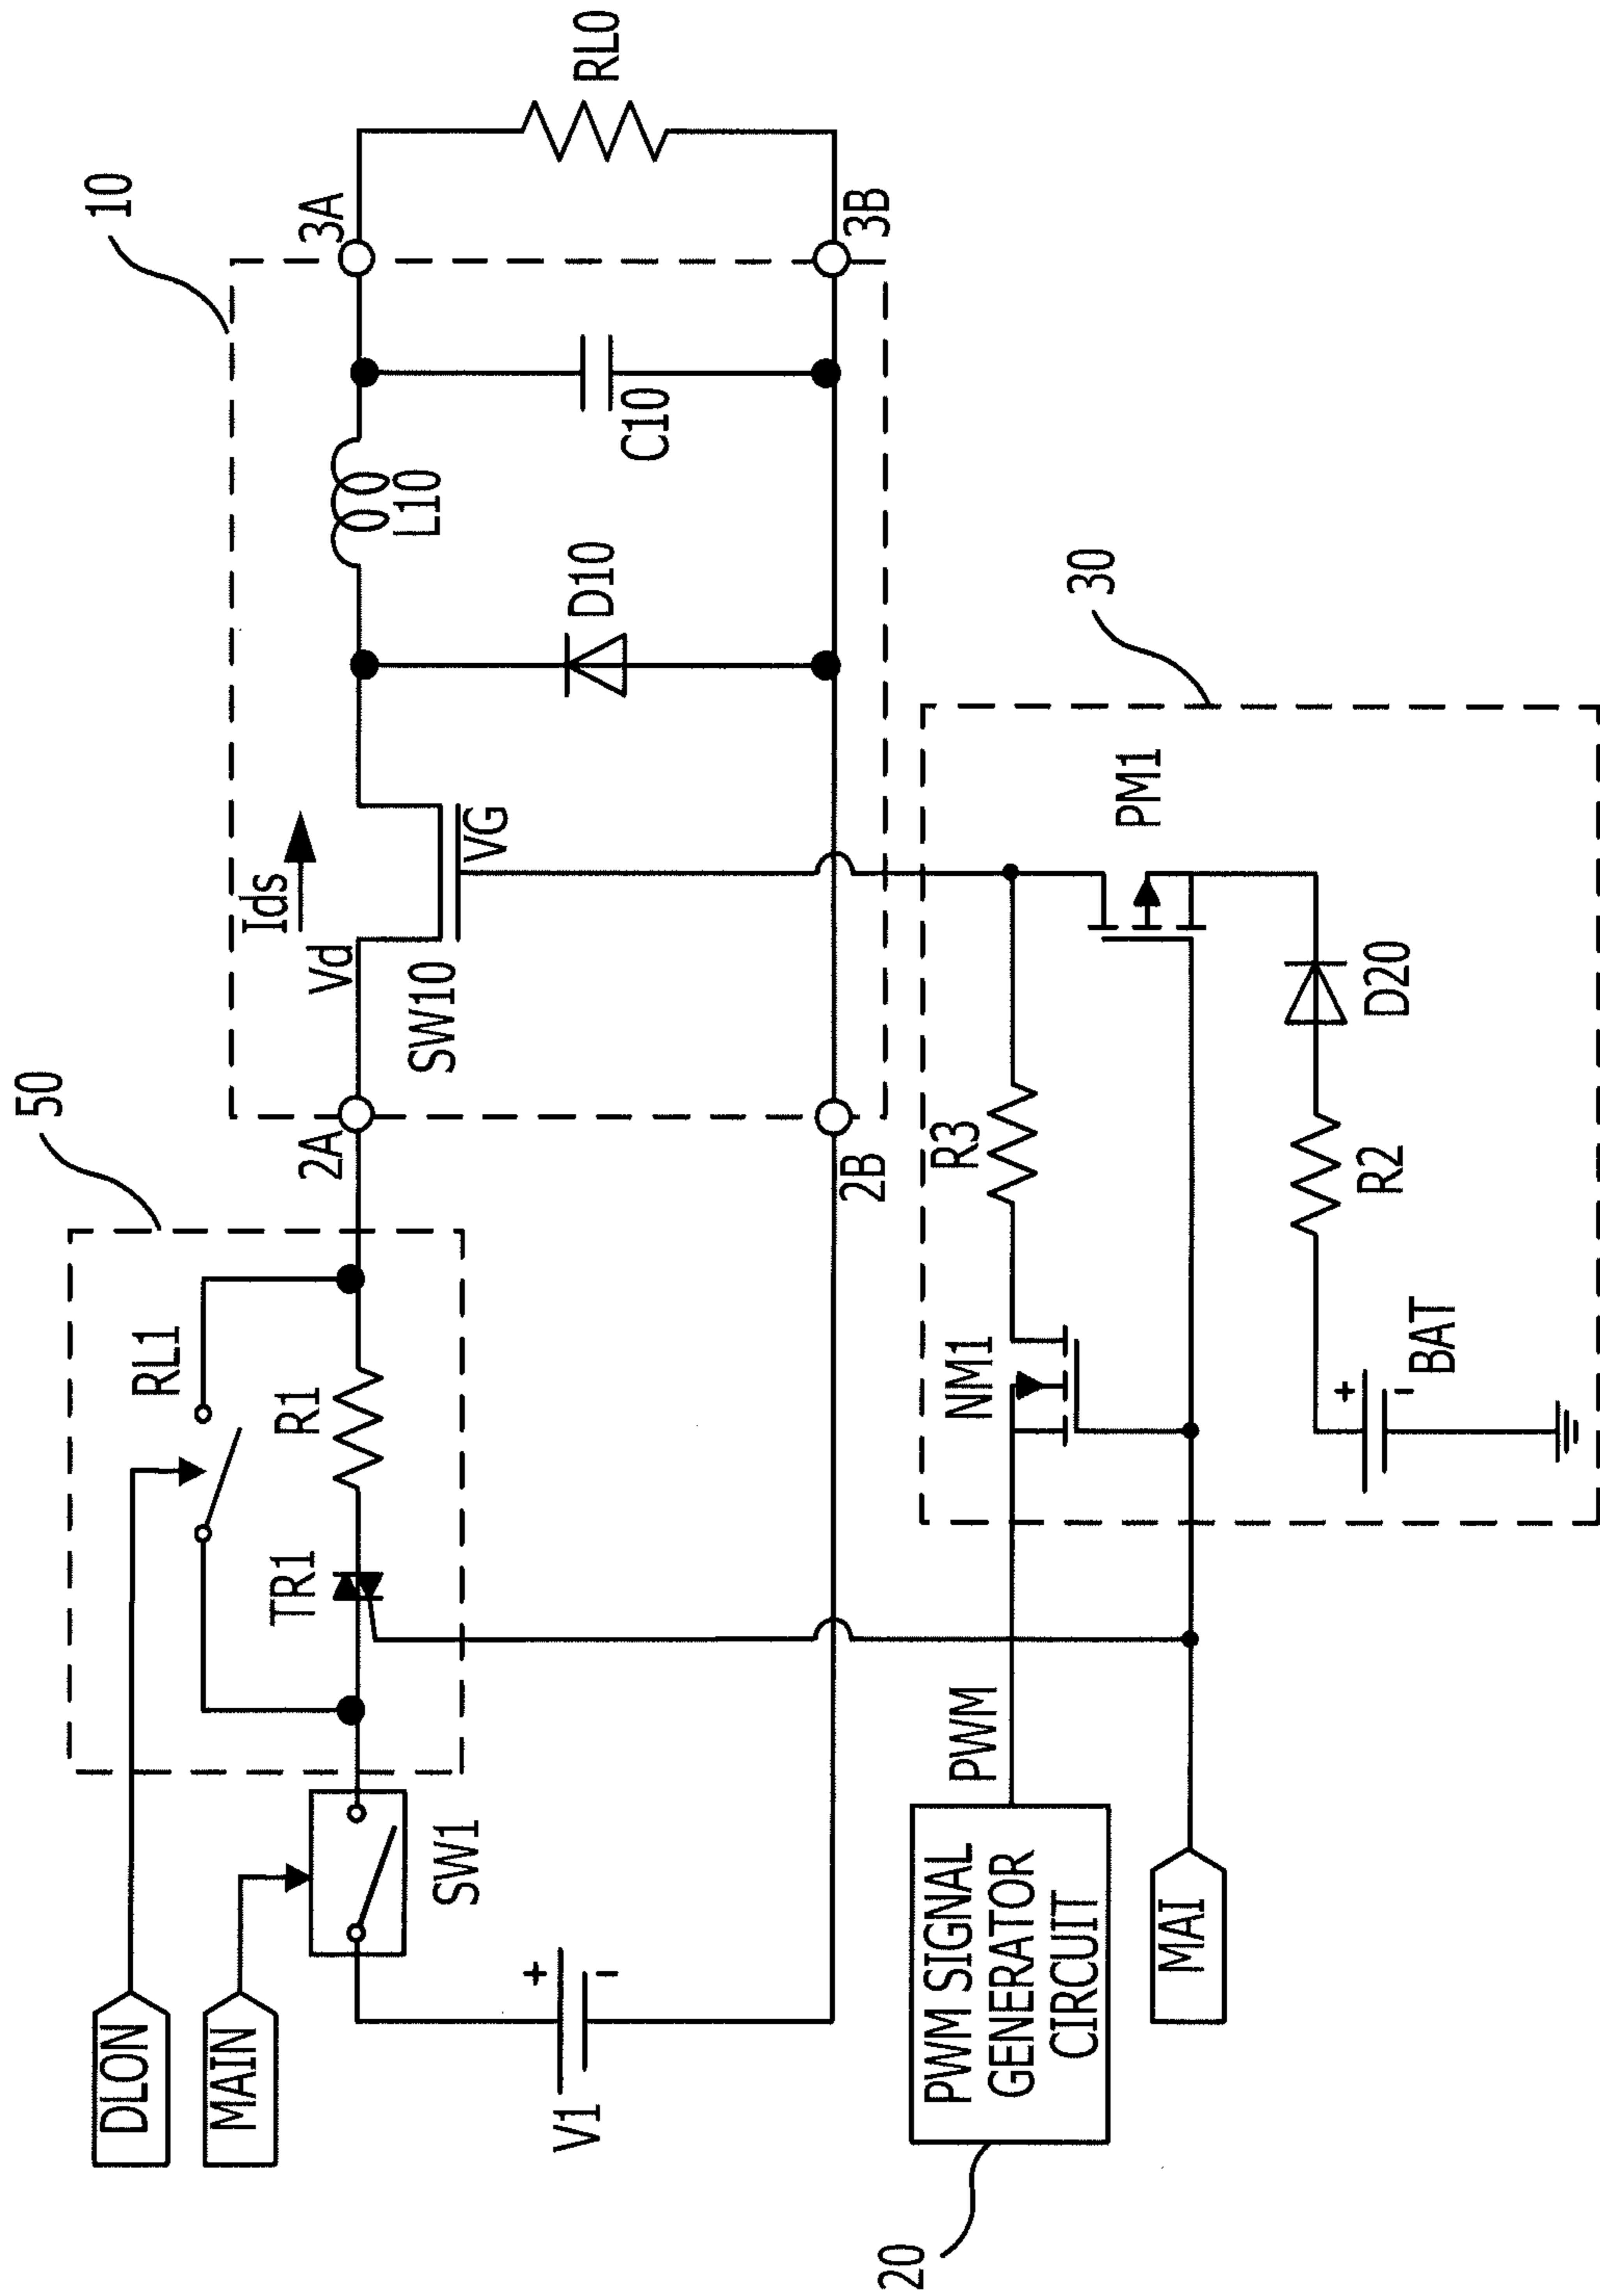 50
10
DLON
MAIN
RL1
TR1
R1
SW1
V1
+
-
2A
2B
Vd
Ids
SW10
VG
D10
L10
C10
3A
3B
RL0
20
PWM SIGNAL
GENERATOR
CIRCUIT
PWM
MAI
30
NM1
R3
PM1
BAT
+
-
R2
D20